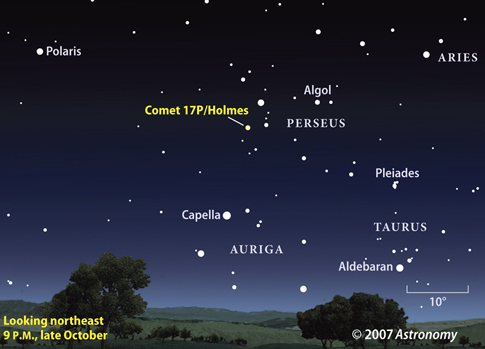 Polaris
ARIES
Algol
Comet 17P/Holmes
PERSEUS
Pleiades
Capella
TAURUS
AURIGA
Aldebaran
10°
Looking northeast
9 P.M., late October
© 2007 Astronomy